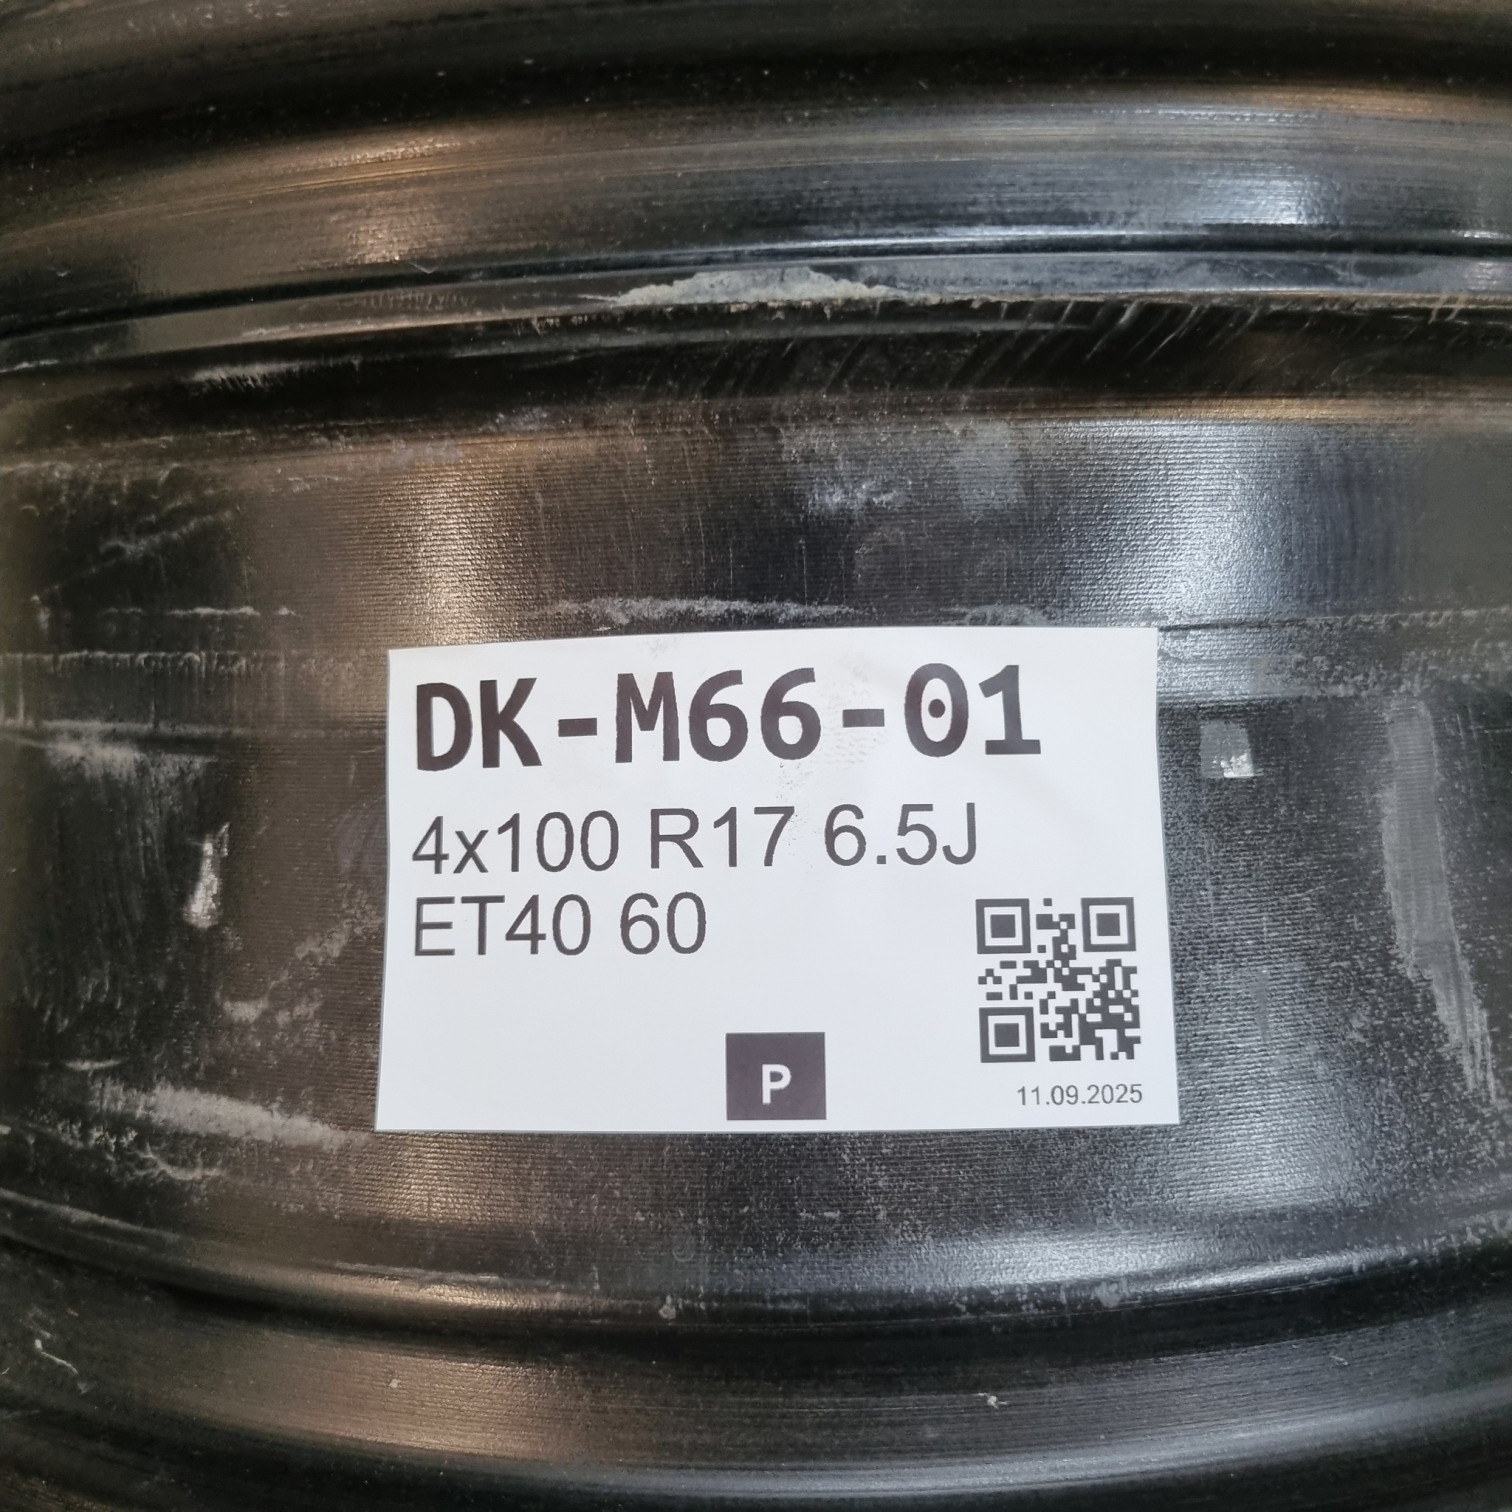 DK-M66-01
4x100 R17 6.5J
ET40 60
P
11.09.2025